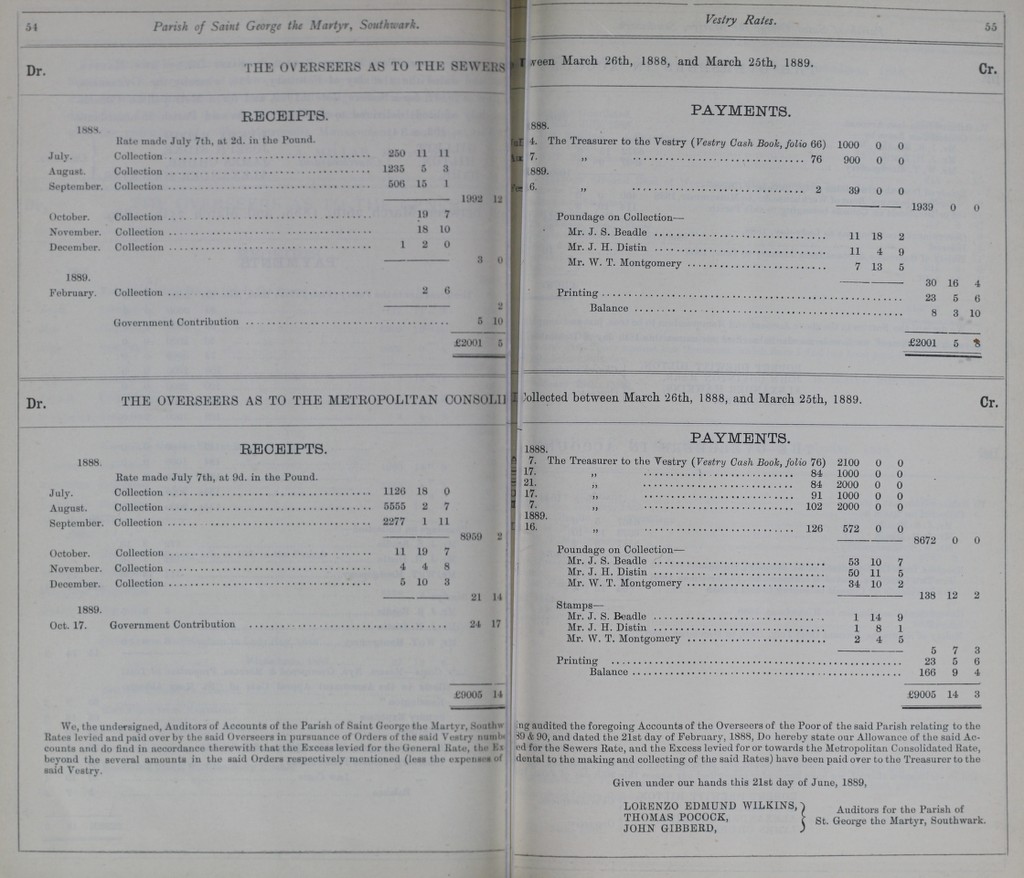 54 Parish of Saint George the Martyr, Southwark.
Dr. THE OVERSEERS AS TO THE SEWERS
RECEIPTS.
1888.
Rate made July 7th, at 2d. in the Pound.
July. Collection 250 11 11
August. Collection 1235 5 3
September. Collection 506 15 1
1992 12
October. Collection 19 7
November. Collection 18 10
December. Collection 1 2 0
3 0
1889.
February. Collection 2 6
2
Government Contribution 5 10
£2001 5
Dr. THE OVERSEERS AS TO THE METROPOLITAN CONSOLI
RECEIPTS.
1888.
Rate made July 7th, at 9d. in the Pound.
July. Collection 1126 18 0
August. Collection 5555 2 7
September. Collection 2277 1 11
8959 2
October. Collection 11 19 7
November. Collection 4 4 8
December. Collection 5 10 3
21 14
1889.
Oct. 17. Government Contribution 24 17
£9005 14
We, the undersigned, Auditors of Accounts of the Parish of Saint George the Martyr, Southw
Rates levied and paid over by the said Overseers in pursuance of Orders of the said Vestry numb
counts and do find in accordance therewith that the Excess levied for the General Rate, the Ex
beyond the several amounts in the said Orders respectively mentioned (less the expenses of
said Vestry.
Vestry Rates. 55
ween March 26th, 1888, and March 25th, 1889. Cr.
PAYMENTS.
888.
4. The Treasurer to the Vestry (Vestry Cash Book, folio 66) 1000 0 0
7. ,, 76 900 0 0
889.
6. ,, 2 39 0 0
1939 0 0
Poundage on Collection—
Mr. J. S. Beadle 11 18 2
Mr. J. H. Distin 11 4 9
Mr. W. T. Montgomery 7 13 5
30 16 4
Printing 23 5 6
Balance 8 3 10
£2001 5 8
Collected between March 26th, 1888, and March 25th, 1889. Cr.
PAYMENTS.
1888.
7. The Treasurer to the Vestry (Vestry Cash Book, folio 76) 2100 0 0
17. ,, 84 1000 0 0
21. ,, 84 2000 0 0
17. ,, 91 1000 0 0
7. ,, 102 2000 0 0
1889.
16. ,, 126 572 0 0
8672 0 0
Poundage on Collection—
Mr. J. S. Beadle 53 10 7
Mr. J. H. Distin 50 11 5
Mr. W. T. Montgomery 34 10 2
138 12 2
Stamps—
Mr. J. S. Beadle 1 14 9
Mr. J. H. Distin 1 8 1
Mr. W. T. Montgomery 2 4 5
5 7 3
Printing 23 5 6
Balance 166 9 4
£9005 14 3
ng audited the foregoing Accounts of the Overseers of the Poor of the said Parish relating to the
89 & 90, and dated the 21st day of February, 1888, Do hereby state our Allowance of the said Ac-
ed for the Sewers Rate, and the Excess levied for or towards the Metropolitan Consolidated Rate,
dental to the making and collecting of the said Rates) have been paid over to the Treasurer to the
Given under our hands this 21st day of June, 1889,
LORENZO EDMUND WILKINS,
THOMAS POCOCK,
JOHN GIBBERD,
Auditors for the Parish of
St. George the Martyr, Southwark.